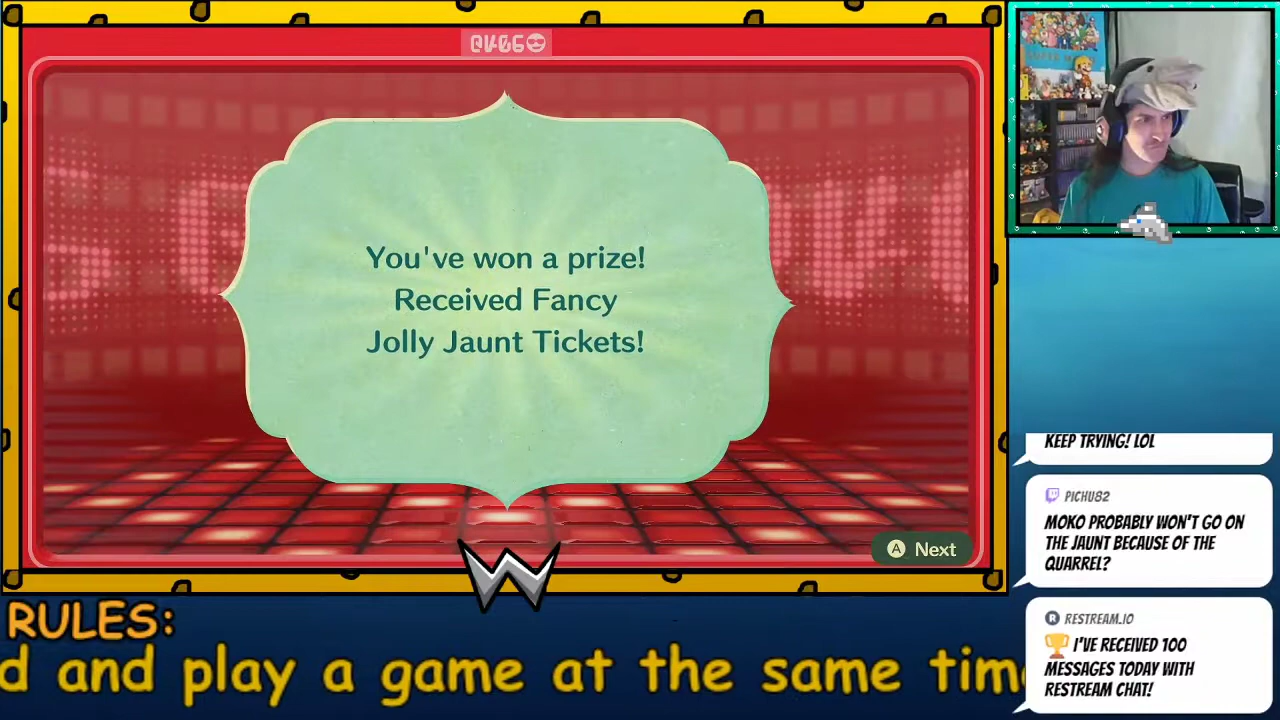 You've won a prize!
Received Fancy
Jolly Jaunt Tickets!
A Next
RULES:
d and play a game at the same tim
KEEP TRYING! LOL
PICHU82
MOKO PROBABLY WON'T GO ON
THE JAUNT BECAUSE OF THE
QUARREL?
RESTREAM.IO
I'VE RECEIVED 100
MESSAGES TODAY WITH
RESTREAM CHAT!